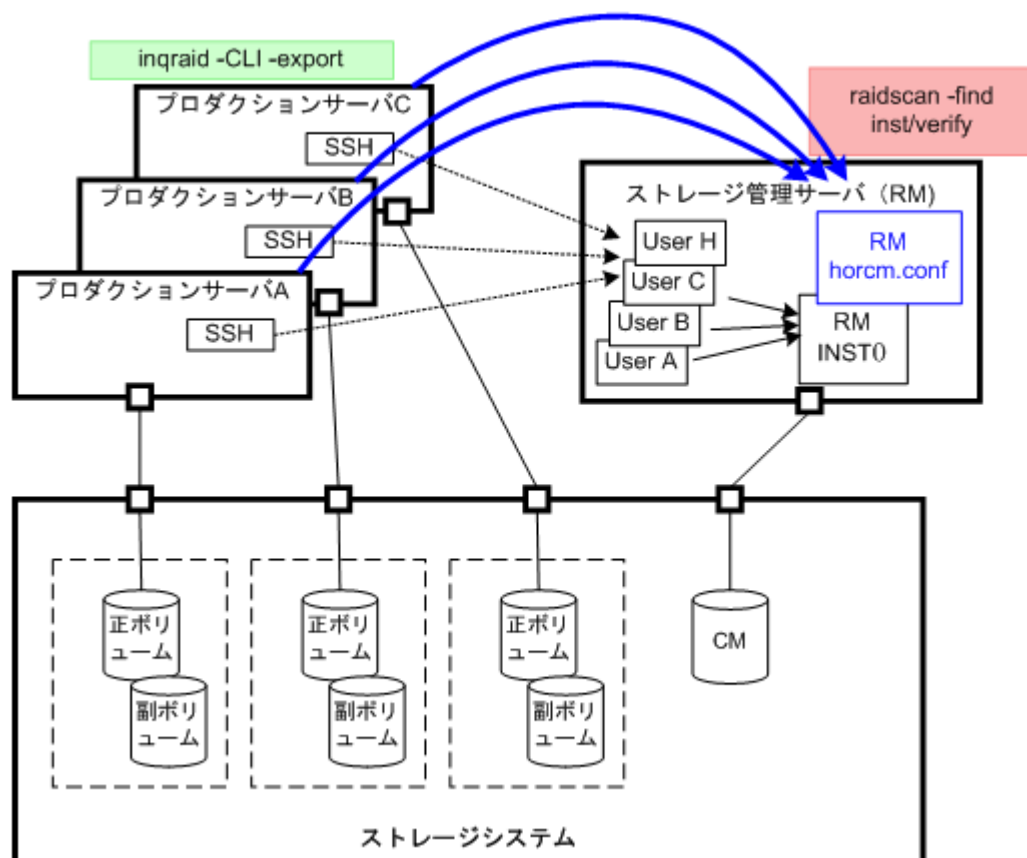 inqraid -CLI -export
raidscan -find
inst/verify
プロダクションサーバC
SSH
プロダクションサーバB
SSH
プロダクションサーバA
SSH
ストレージ管理サーバ（RM)
User H
User C
User B
User A
RM
horcm.conf
RM
INST0
正ボリ
ューム
副ボリ
ューム
正ボリ
ューム
副ボリ
ューム
正ボリ
ューム
副ボリ
ューム
CM
ストレージシステム